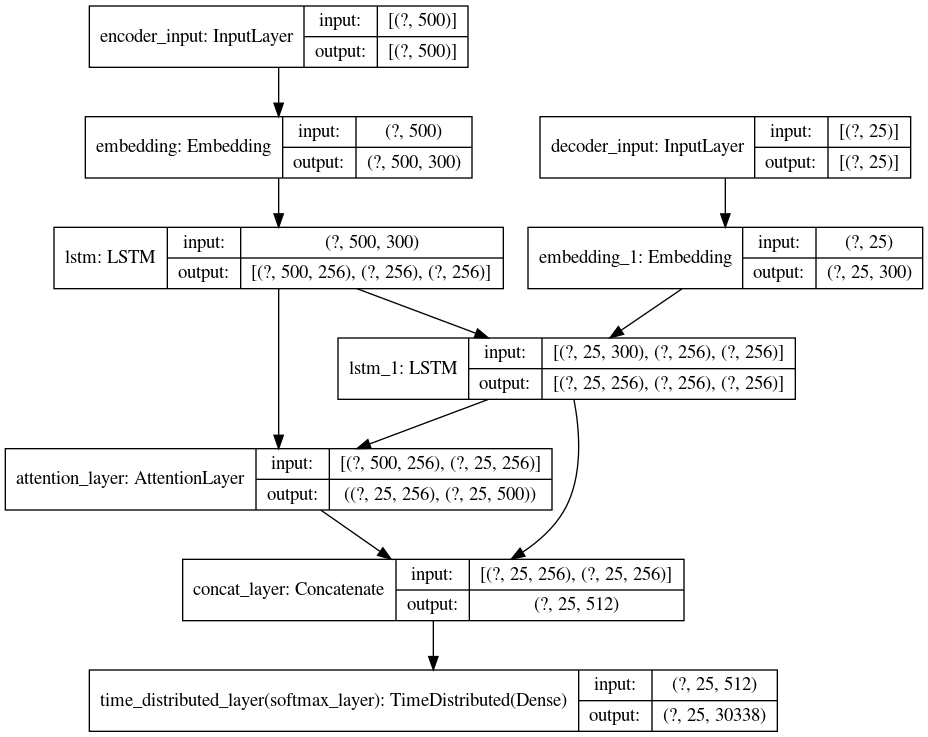 encoder_input: InputLayer
input: [(?, 500)]
output: [(?, 500)]
embedding: Embedding
input: (?, 500)
output: (?, 500, 300)
decoder_input: InputLayer
input: [(?, 25)]
output: [(?, 25)]
lstm: LSTM
input: (?, 500, 300)
output: [(?, 500, 256), (?, 256), (?, 256)]
embedding_1: Embedding
input: (?, 25)
output: (?, 25, 300)
lstm_1: LSTM
input: [(?, 25, 300), (?, 256), (?, 256)]
output: [(?, 25, 256), (?, 256), (?, 256)]
attention_layer: AttentionLayer
input: [(?, 500, 256), (?, 25, 256)]
output: ((?, 25, 256), (?, 25, 500))
concat_layer: Concatenate
input: [(?, 25, 256), (?, 25, 256)]
output: (?, 25, 512)
time_distributed_layer(softmax_layer): TimeDistributed(Dense)
input: (?, 25, 512)
output: (?, 25, 30338)